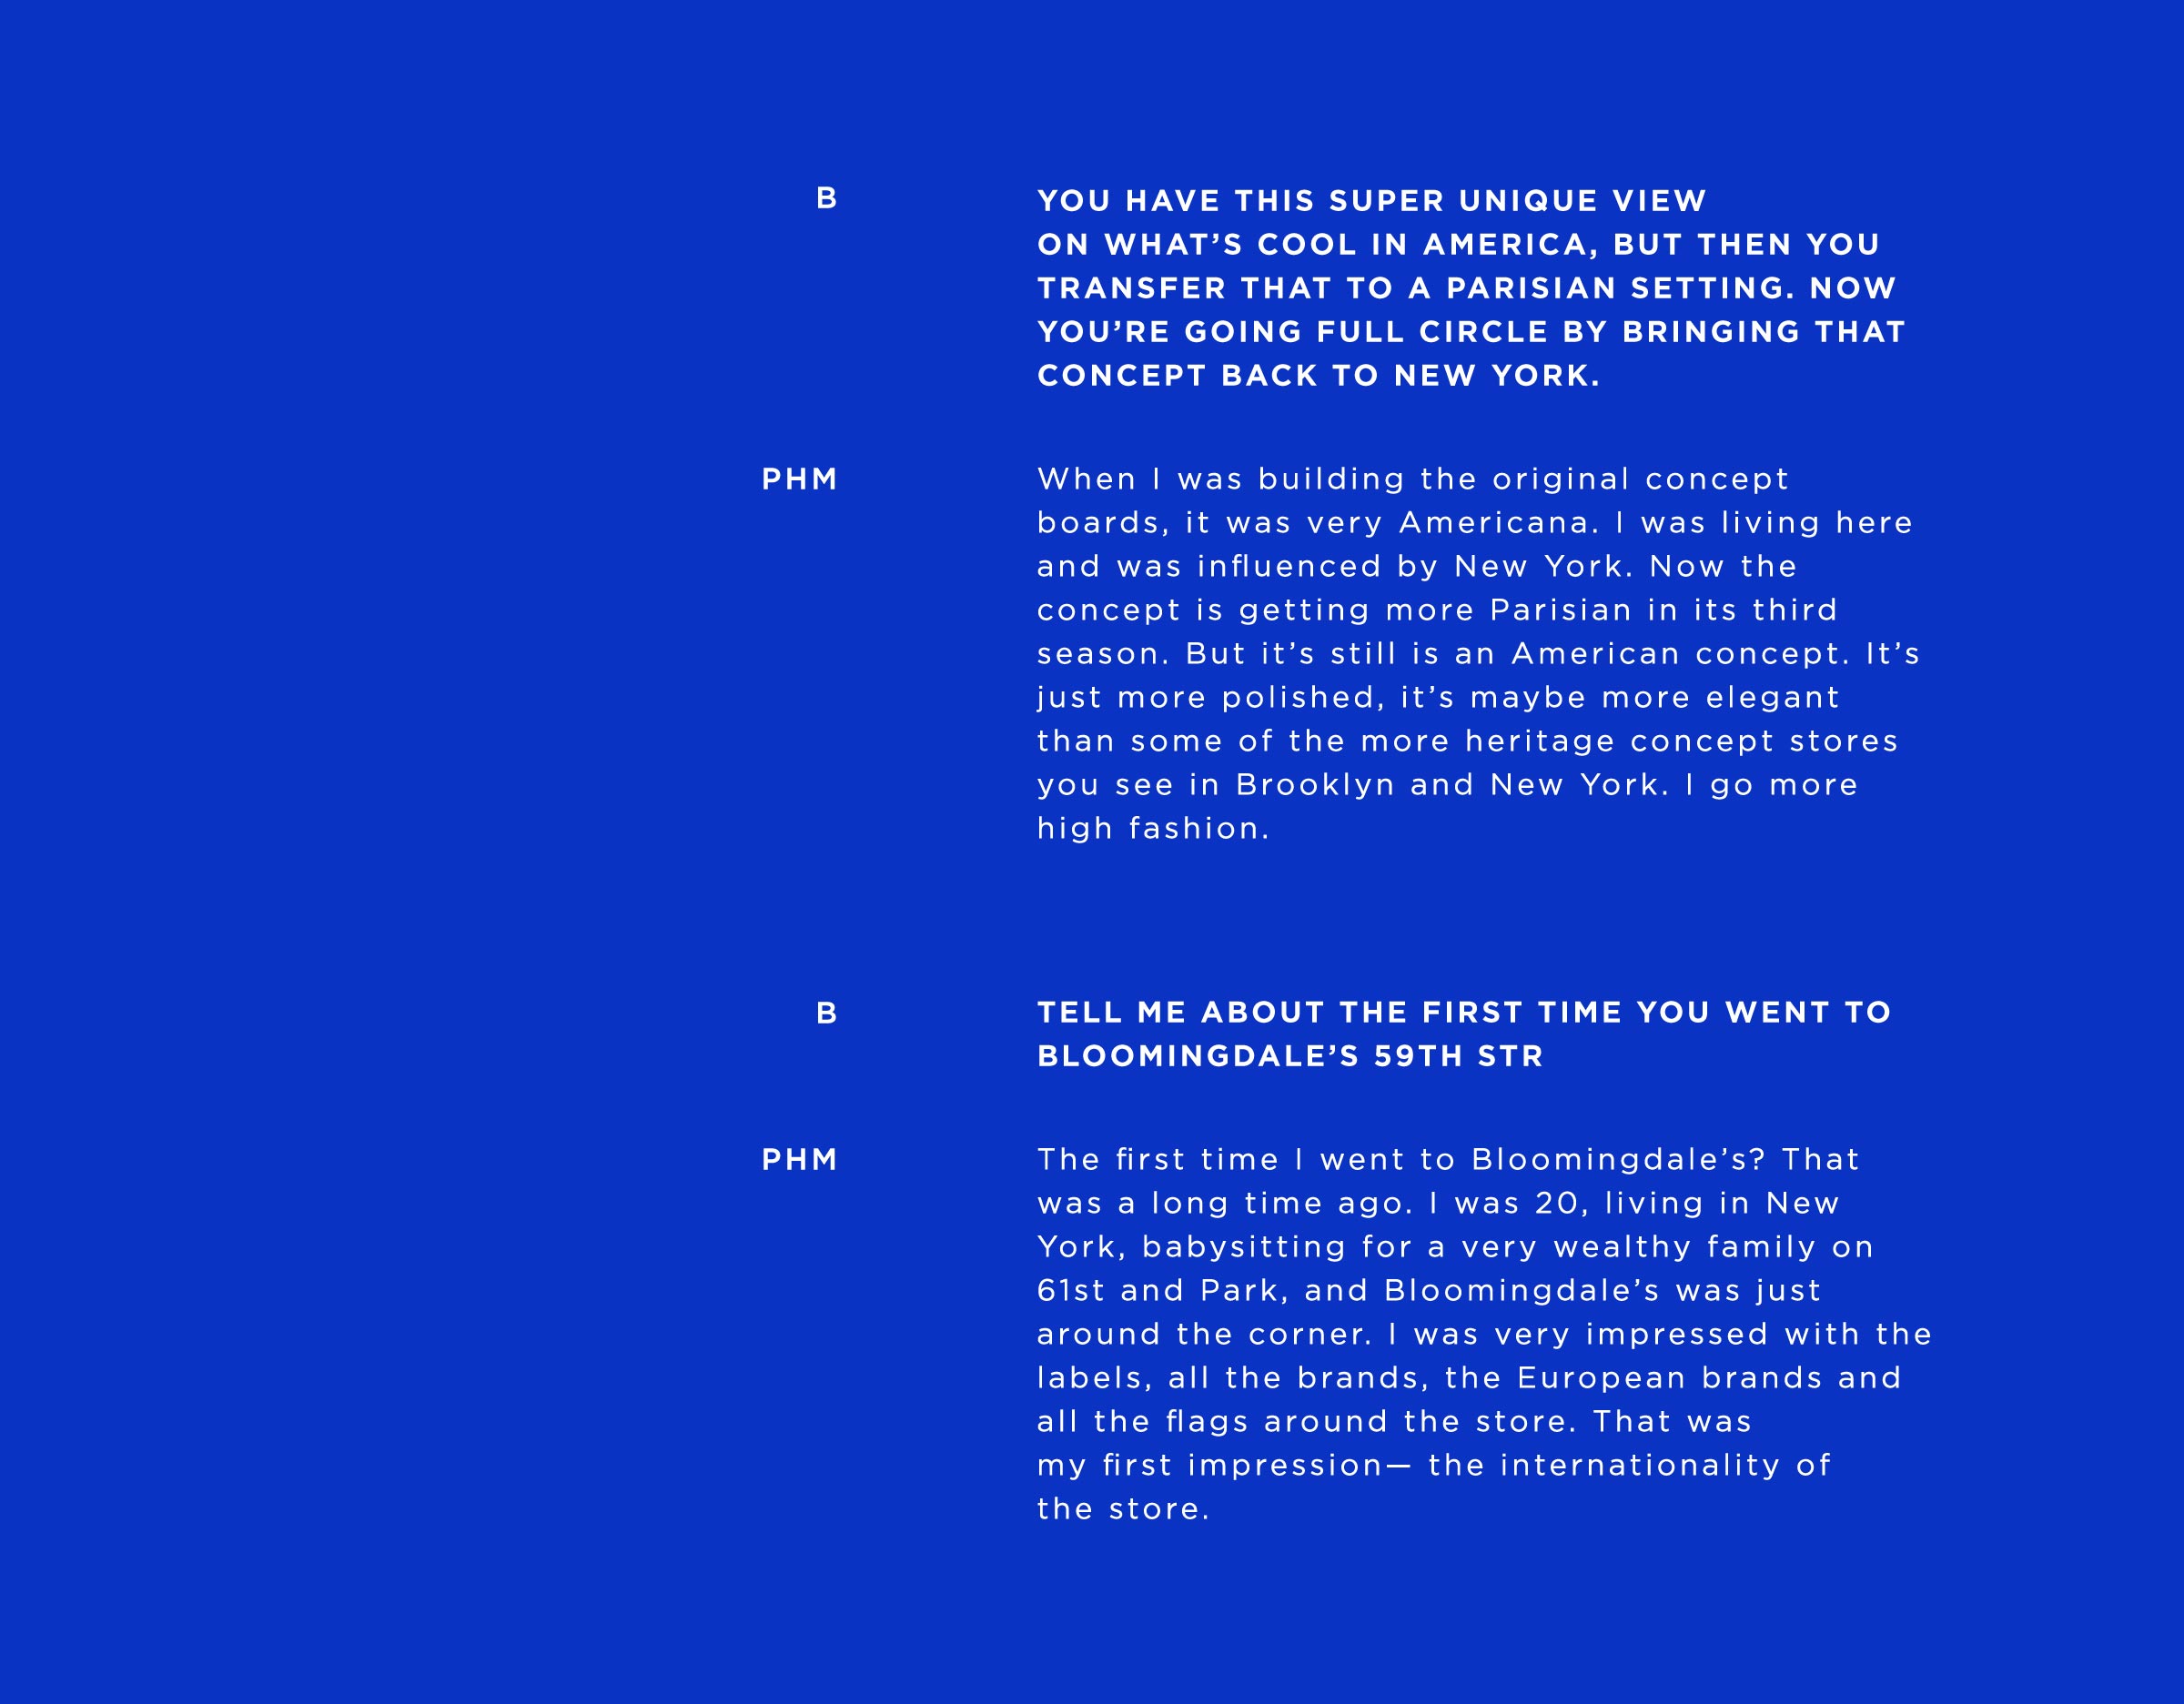 B
YOU HAVE THIS SUPER UNIQUE VIEW
ON WHAT’S COOL IN AMERICA, BUT THEN YOU
TRANSFER THAT TO A PARISIAN SETTING. NOW
YOU’RE GOING FULL CIRCLE BY BRINGING THAT
CONCEPT BACK TO NEW YORK.
PHM
When I was building the original concept
boards, it was very Americana. I was living here
and was influenced by New York. Now the
concept is getting more Parisian in its third
season. But it’s still is an American concept. It’s
just more polished, it’s maybe more elegant
than some of the more heritage concept stores
you see in Brooklyn and New York. I go more
high fashion.
B
TELL ME ABOUT THE FIRST TIME YOU WENT TO
BLOOMINGDALE’S 59TH STR
PHM
The first time I went to Bloomingdale’s? That
was a long time ago. I was 20, living in New
York, babysitting for a very wealthy family on
61st and Park, and Bloomingdale’s was just
around the corner. I was very impressed with the
labels, all the brands, the European brands and
all the flags around the store. That was
my first impression— the internationality of
the store.